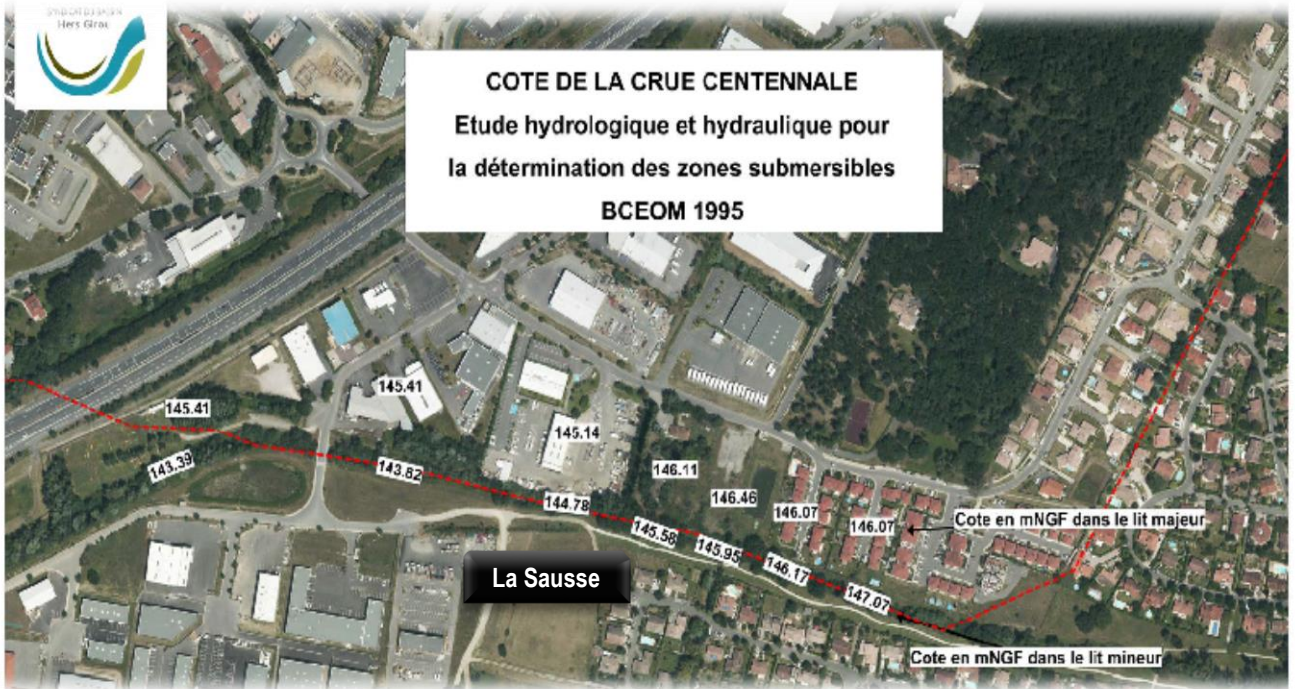 SYNDICAT DU BASSIN
Hers Girou
COTE DE LA CRUE CENTENNALE
Etude hydrologique et hydraulique pour
la détermination des zones submersibles
BCEOM 1995
145.41
145.41
143.39
143.82
145.14
144.78
146.11
146.46
146.07
146.07
Cote en mNGF dans le lit majeur
145.58
145.95
146.17
147.07
La Sausse
Cote en mNGF dans le lit mineur